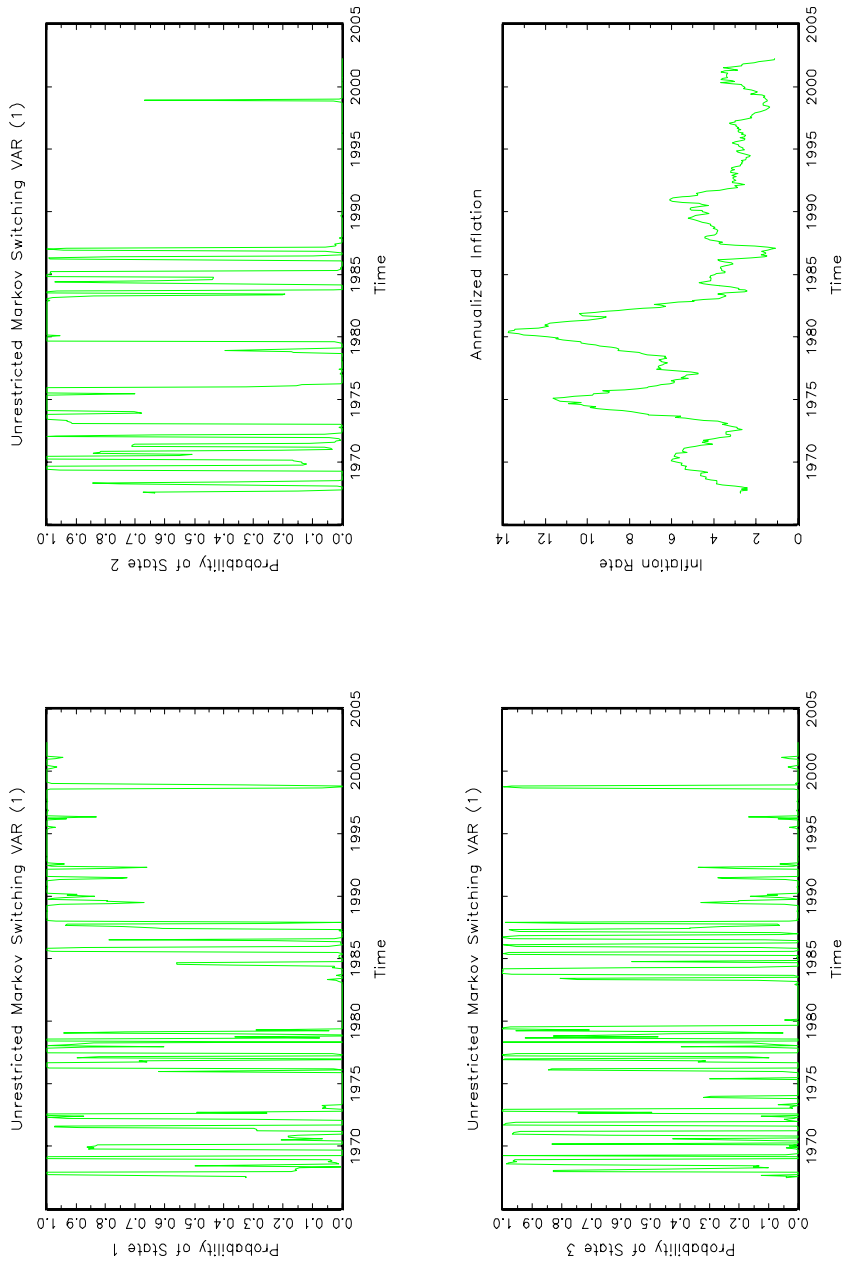 Unrestricted Markov Switching VAR (1)
Probability of State 1
1.0
0.9
0.8
0.7
0.6
0.5
0.4
0.3
0.2
0.1
0.0
1970 1975 1980 1985 1990 1995 2000 2005
Time
Unrestricted Markov Switching VAR (1)
Probability of State 2
1.0
0.9
0.8
0.7
0.6
0.5
0.4
0.3
0.2
0.1
0.0
1970 1975 1980 1985 1990 1995 2000 2005
Time
Unrestricted Markov Switching VAR (1)
Probability of State 3
1.0
0.9
0.8
0.7
0.6
0.5
0.4
0.3
0.2
0.1
0.0
1970 1975 1980 1985 1990 1995 2000 2005
Time
Annualized Inflation
Inflation Rate
14
12
10
8
6
4
2
0
1970 1975 1980 1985 1990 1995 2000 2005
Time